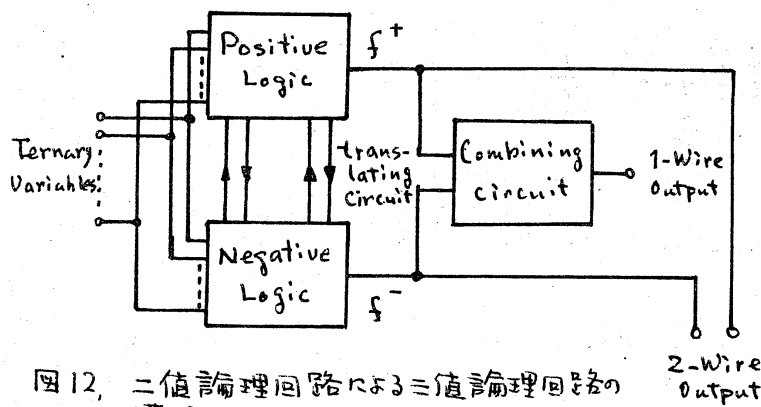 Positive
Logic
f+
Ternary
Variables
trans-
lating
circuit
Combining
circuit
1-Wire
Output
Negative
Logic
f-
2-Wire
Output
図12, 二値論理回路による三値論理回路の